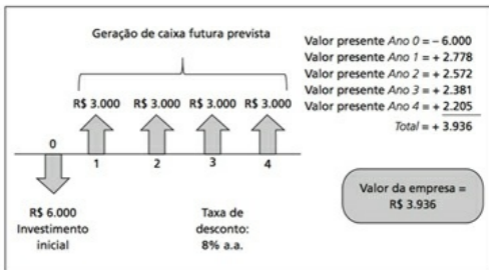 Geração de caixa futura prevista
Valor presente Ano 0 = – 6.000
Valor presente Ano 1 = + 2.778
Valor presente Ano 2 = + 2.572
Valor presente Ano 3 = + 2.381
Valor presente Ano 4 = + 2.205
Total = + 3.936
R$ 3.000 R$ 3.000 R$ 3.000 R$ 3.000
0
1 2 3 4
R$ 6.000
Investimento
inicial
Taxa de
desconto:
8% a.a.
Valor da empresa =
R$ 3.936